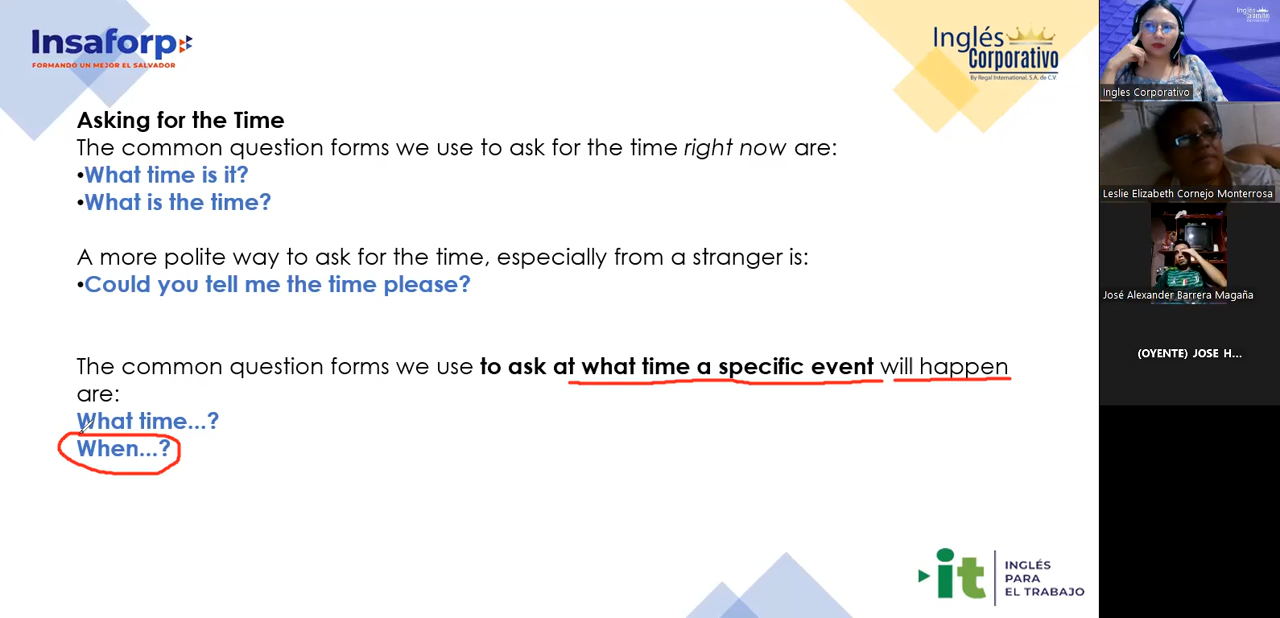 Insaforp
FORMANDO UN MEJOR EL SALVADOR
Inglés
Corporativo
By Regal International, S.A. de C.V.
Asking for the Time
The common question forms we use to ask for the time right now are:
•What time is it?
•What is the time?
A more polite way to ask for the time, especially from a stranger is:
•Could you tell me the time please?
The common question forms we use to ask at what time a specific event will happen
are:
What time...?
When...?
it
INGLÉS
PARA
EL TRABAJO
Ingles Corporativo
Leslie Elizabeth Cornejo Monterrosa
José Alexander Barrera Magaña
(OYENTE) JOSE H...